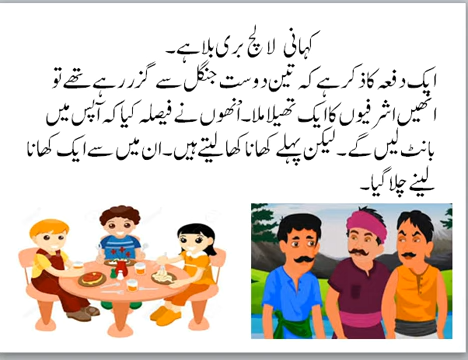 کہانی لالچ بری بلا ہے۔
ایک دفعہ کا ذکر ہے کہ تین دوست جنگل سے گزر رہے تھے تو
انھیں اشرفیوں کا ایک تھیلا ملا۔ انھوں نے فیصلہ کیا کہ آپس میں
بانٹ لیں گے۔ لیکن پہلے کھانا کھا لیتے ہیں۔ ان میں سے ایک کھانا
لینے چلا گیا۔